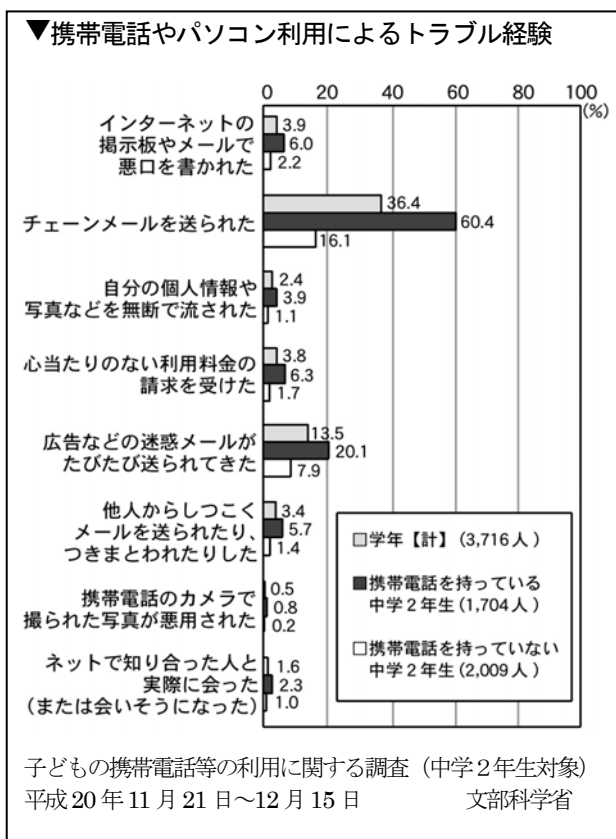 ▼携帯電話やパソコン利用によるトラブル経験
0 20 40 60 80 100
(%)
インターネットの
掲示板やメールで
悪口を書かれた
3.9
6.0
2.2
チェーンメールを送られた
36.4
60.4
16.1
自分の個人情報や
写真などを無断で流された
2.4
3.9
1.1
心当たりのない利用料金の
請求を受けた
3.8
6.3
1.7
広告などの迷惑メールが
たびたび送られてきた
13.5
20.1
7.9
他人からしつこく
メールを送られたり、
つきまとわれたりした
3.4
5.7
1.4
携帯電話のカメラで
撮られた写真が悪用された
0.5
0.8
0.2
ネットで知り合った人と
実際に会った
(または会いそうになった)
1.6
2.3
1.0
学年【計】(3,716人)
携帯電話を持っている
中学2年生(1,704人)
携帯電話を持っていない
中学2年生(2,009人)
子どもの携帯電話等の利用に関する調査(中学2年生対象)
平成20年11月21日~12月15日 文部科学省